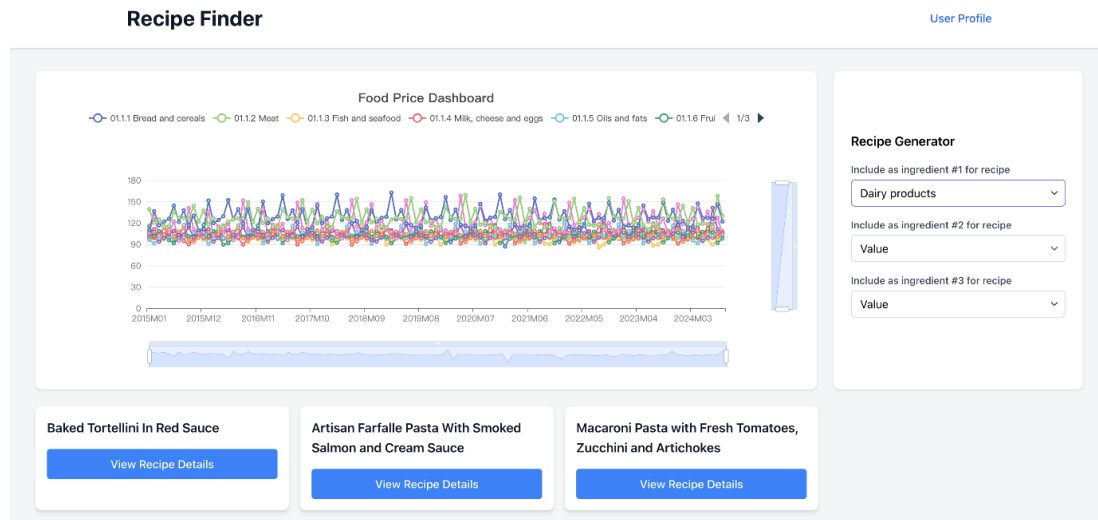 Recipe Finder
User Profile
Food Price Dashboard
01.1.1 Bread and cereals 01.1.2 Meat 01.1.3 Fish and seafood 01.1.4 Milk, cheese and eggs 01.1.5 Oils and fats 01.1.6 Frui 1/3
180
150
120
90
60
30
0
2015M01 2015M12 2016M11 2017M10 2018M09 2019M08 2020M07 2021M06 2022M05 2023M04 2024M03
Recipe Generator
Include as ingredient #1 for recipe
Dairy products
Include as ingredient #2 for recipe
Value
Include as ingredient #3 for recipe
Value
Baked Tortellini In Red Sauce
View Recipe Details
Artisan Farfalle Pasta With Smoked
Salmon and Cream Sauce
View Recipe Details
Macaroni Pasta with Fresh Tomatoes,
Zucchini and Artichokes
View Recipe Details